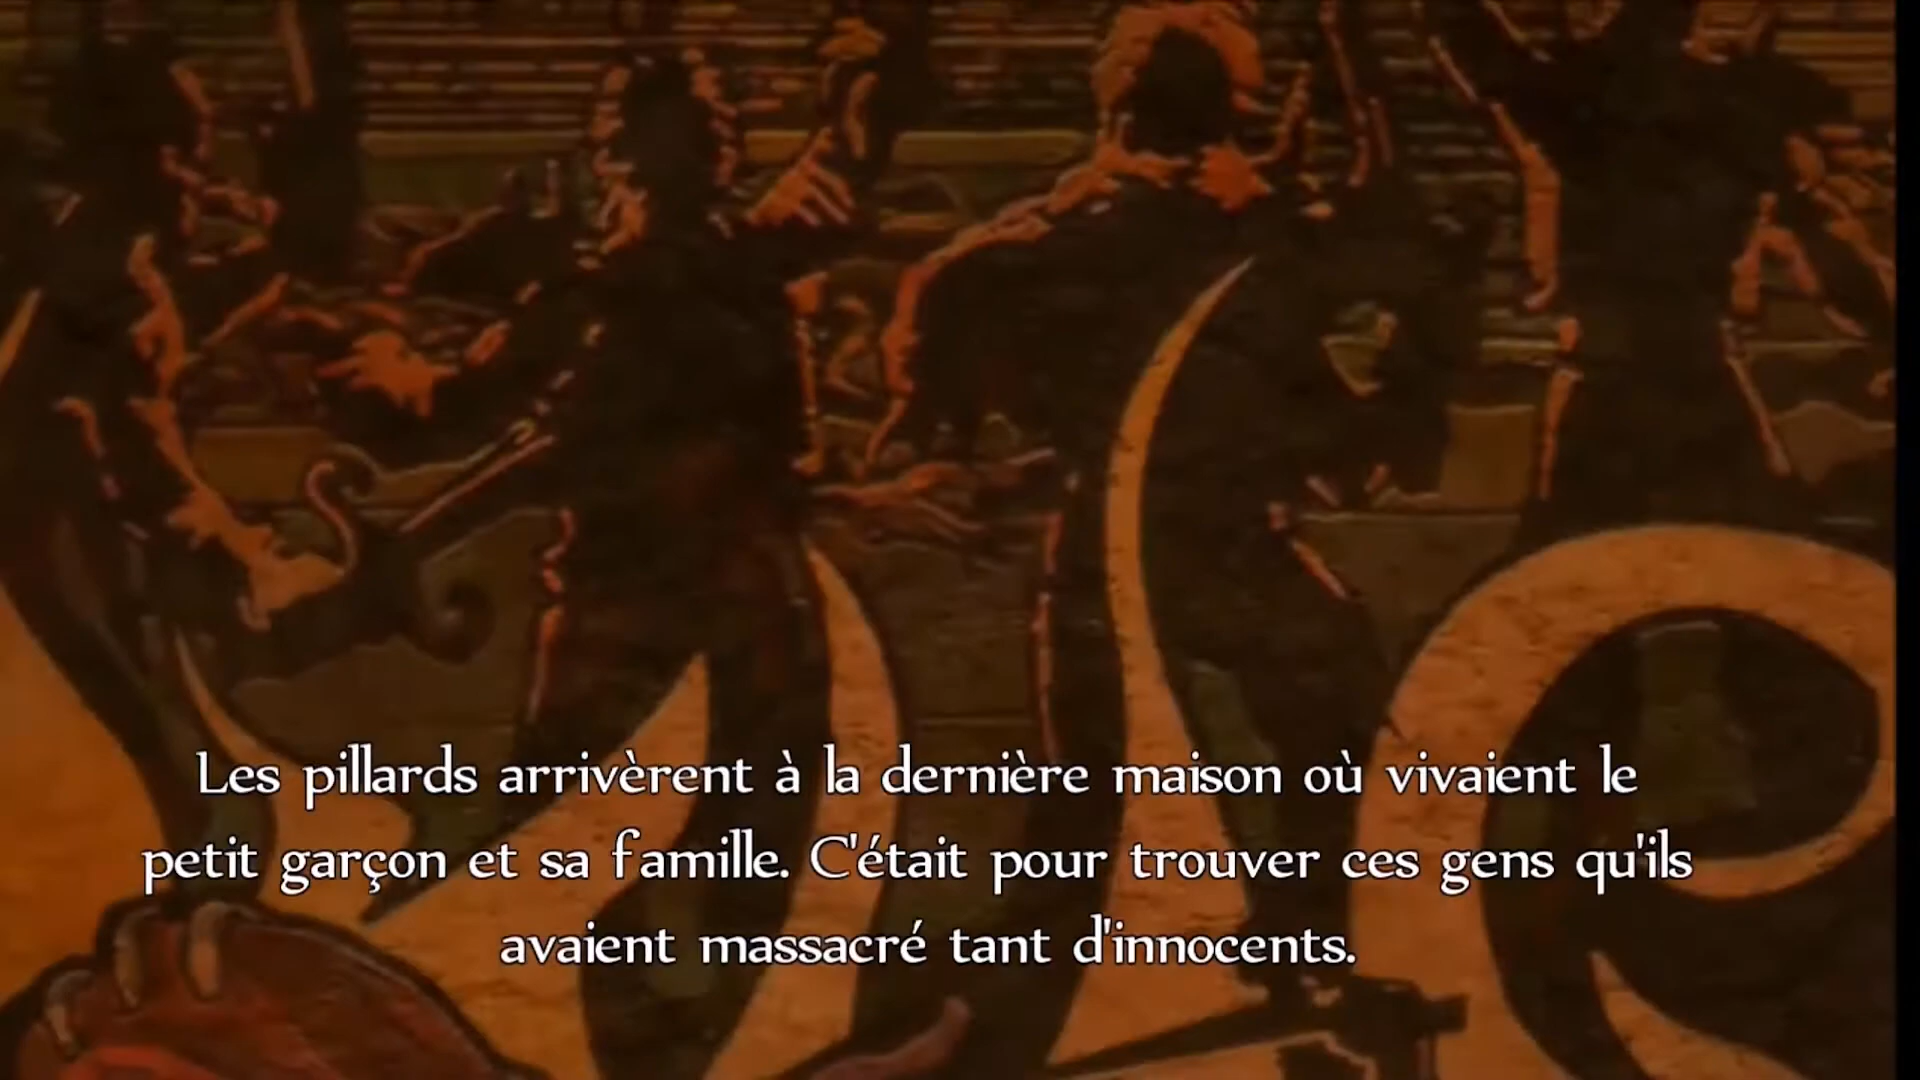 Les pillards arrivèrent à la dernière maison où vivaient le
petit garçon et sa famille. C'était pour trouver ces gens qu'ils
avaient massacré tant d'innocents.